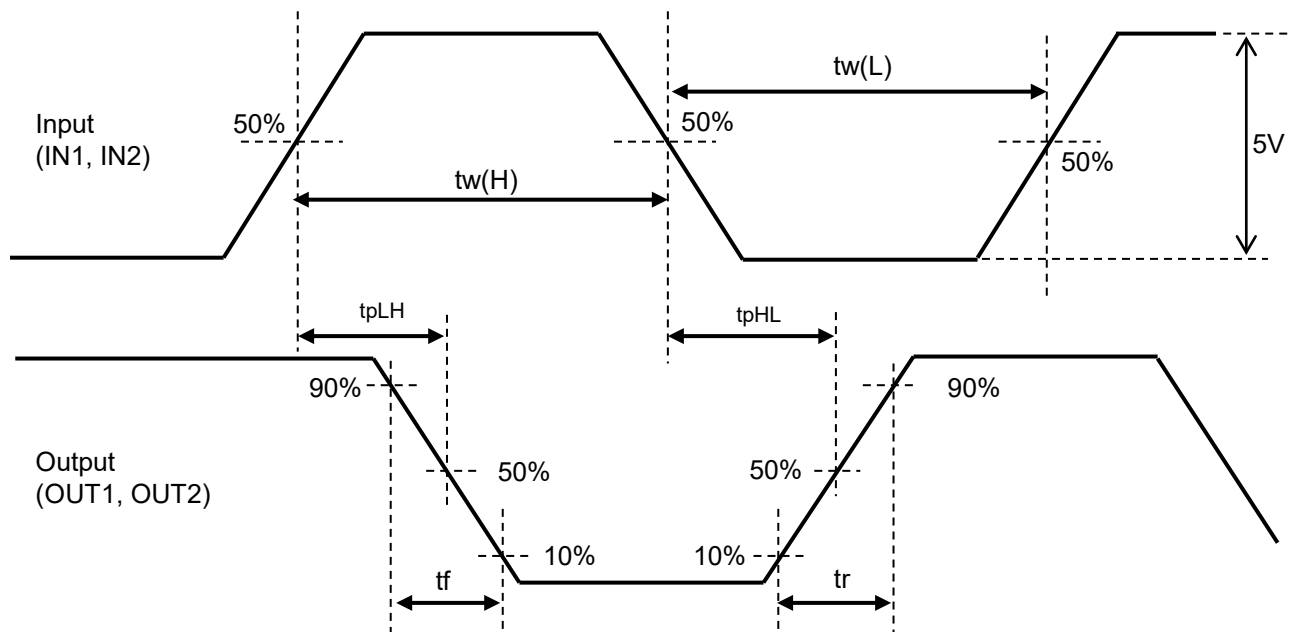 tw(L)
50%
50%
Input
(IN1, IN2)
5V
50%
tw(H)
tpLH
tpHL
90%
90%
Output
(OUT1, OUT2)
50%
50%
10%
10%
tf
tr